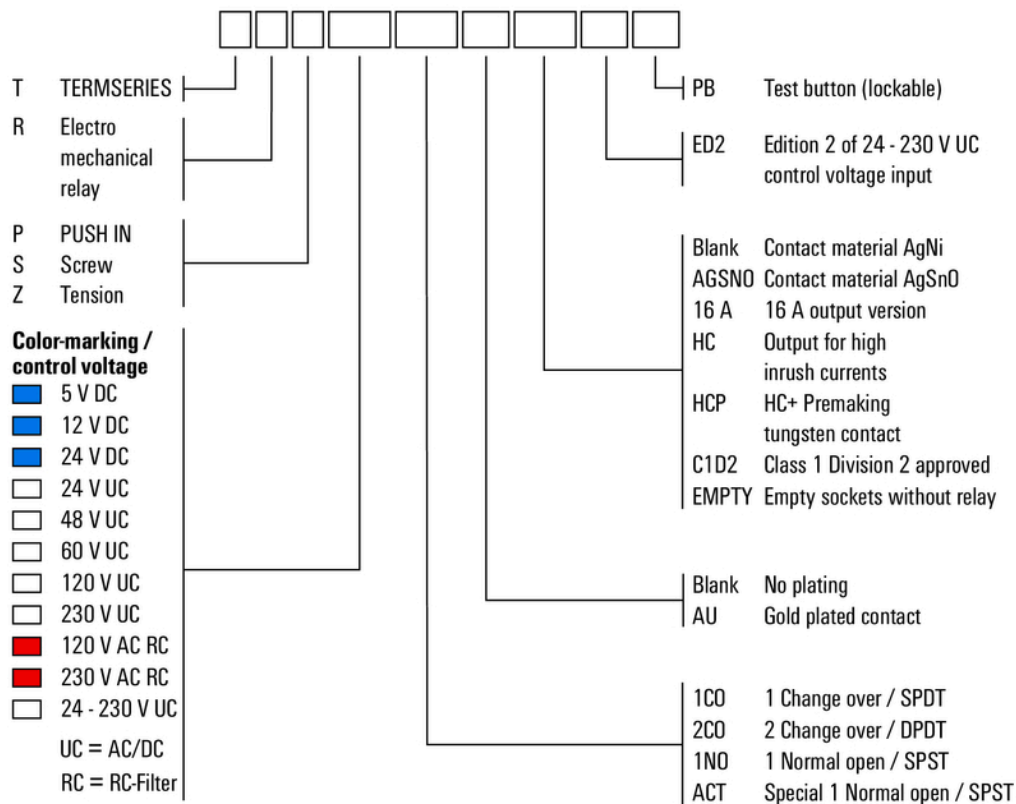 T TERMSERIES
R Electro
mechanical
relay
P PUSH IN
S Screw
Z Tension
Color-marking /
control voltage
5 V DC
12 V DC
24 V DC
24 V UC
48 V UC
60 V UC
120 V UC
230 V UC
120 V AC RC
230 V AC RC
24 - 230 V UC
UC = AC/DC
RC = RC-Filter
PB Test button (lockable)
ED2 Edition 2 of 24 - 230 V UC
control voltage input
Blank Contact material AgNi
AGSNO Contact material AgSnO
16 A 16 A output version
HC Output for high
inrush currents
HCP HC+ Premaking
tungsten contact
C1D2 Class 1 Division 2 approved
EMPTY Empty sockets without relay
Blank No plating
AU Gold plated contact
1CO 1 Change over / SPDT
2CO 2 Change over / DPDT
1NO 1 Normal open / SPST
ACT Special 1 Normal open / SPST